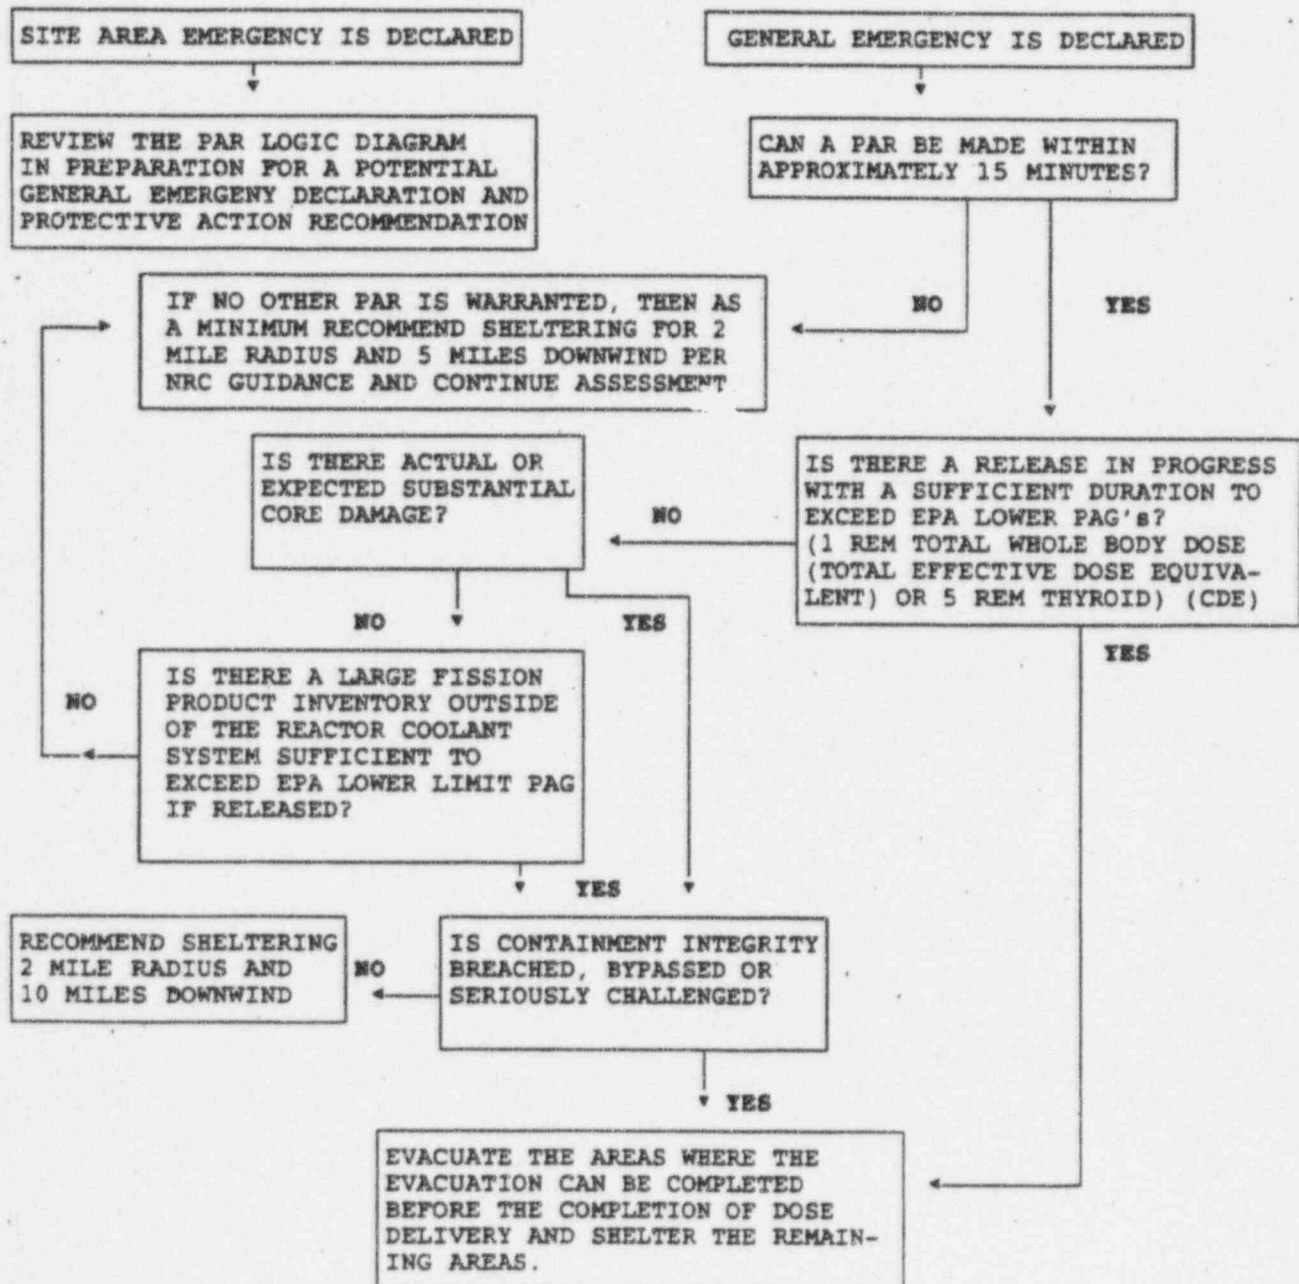 SITE AREA EMERGENCY IS DECLARED
GENERAL EMERGENCY IS DECLARED
REVIEW THE PAR LOGIC DIAGRAM
IN PREPARATION FOR A POTENTIAL
GENERAL EMERGENY DECLARATION AND
PROTECTIVE ACTION RECOMMENDATION
CAN A PAR BE MADE WITHIN
APPROXIMATELY 15 MINUTES?
NO
YES
IF NO OTHER PAR IS WARRANTED, THEN AS
A MINIMUM RECOMMEND SHELTERING FOR 2
MILE RADIUS AND 5 MILES DOWNWIND PER
NRC GUIDANCE AND CONTINUE ASSESSMENT
IS THERE ACTUAL OR
EXPECTED SUBSTANTIAL
CORE DAMAGE?
NO
IS THERE A RELEASE IN PROGRESS
WITH A SUFFICIENT DURATION TO
EXCEED EPA LOWER PAG's?
(1 REM TOTAL WHOLE BODY DOSE
(TOTAL EFFECTIVE DOSE EQUIVA-
LENT) OR 5 REM THYROID) (CDE)
NO
YES
YES
NO
IS THERE A LARGE FISSION
PRODUCT INVENTORY OUTSIDE
OF THE REACTOR COOLANT
SYSTEM SUFFICIENT TO
EXCEED EPA LOWER LIMIT PAG
IF RELEASED?
YES
RECOMMEND SHELTERING
2 MILE RADIUS AND
10 MILES DOWNWIND
NO
IS CONTAINMENT INTEGRITY
BREACHED, BYPASSED OR
SERIOUSLY CHALLENGED?
YES
EVACUATE THE AREAS WHERE THE
EVACUATION CAN BE COMPLETED
BEFORE THE COMPLETION OF DOSE
DELIVERY AND SHELTER THE REMAIN-
ING AREAS.